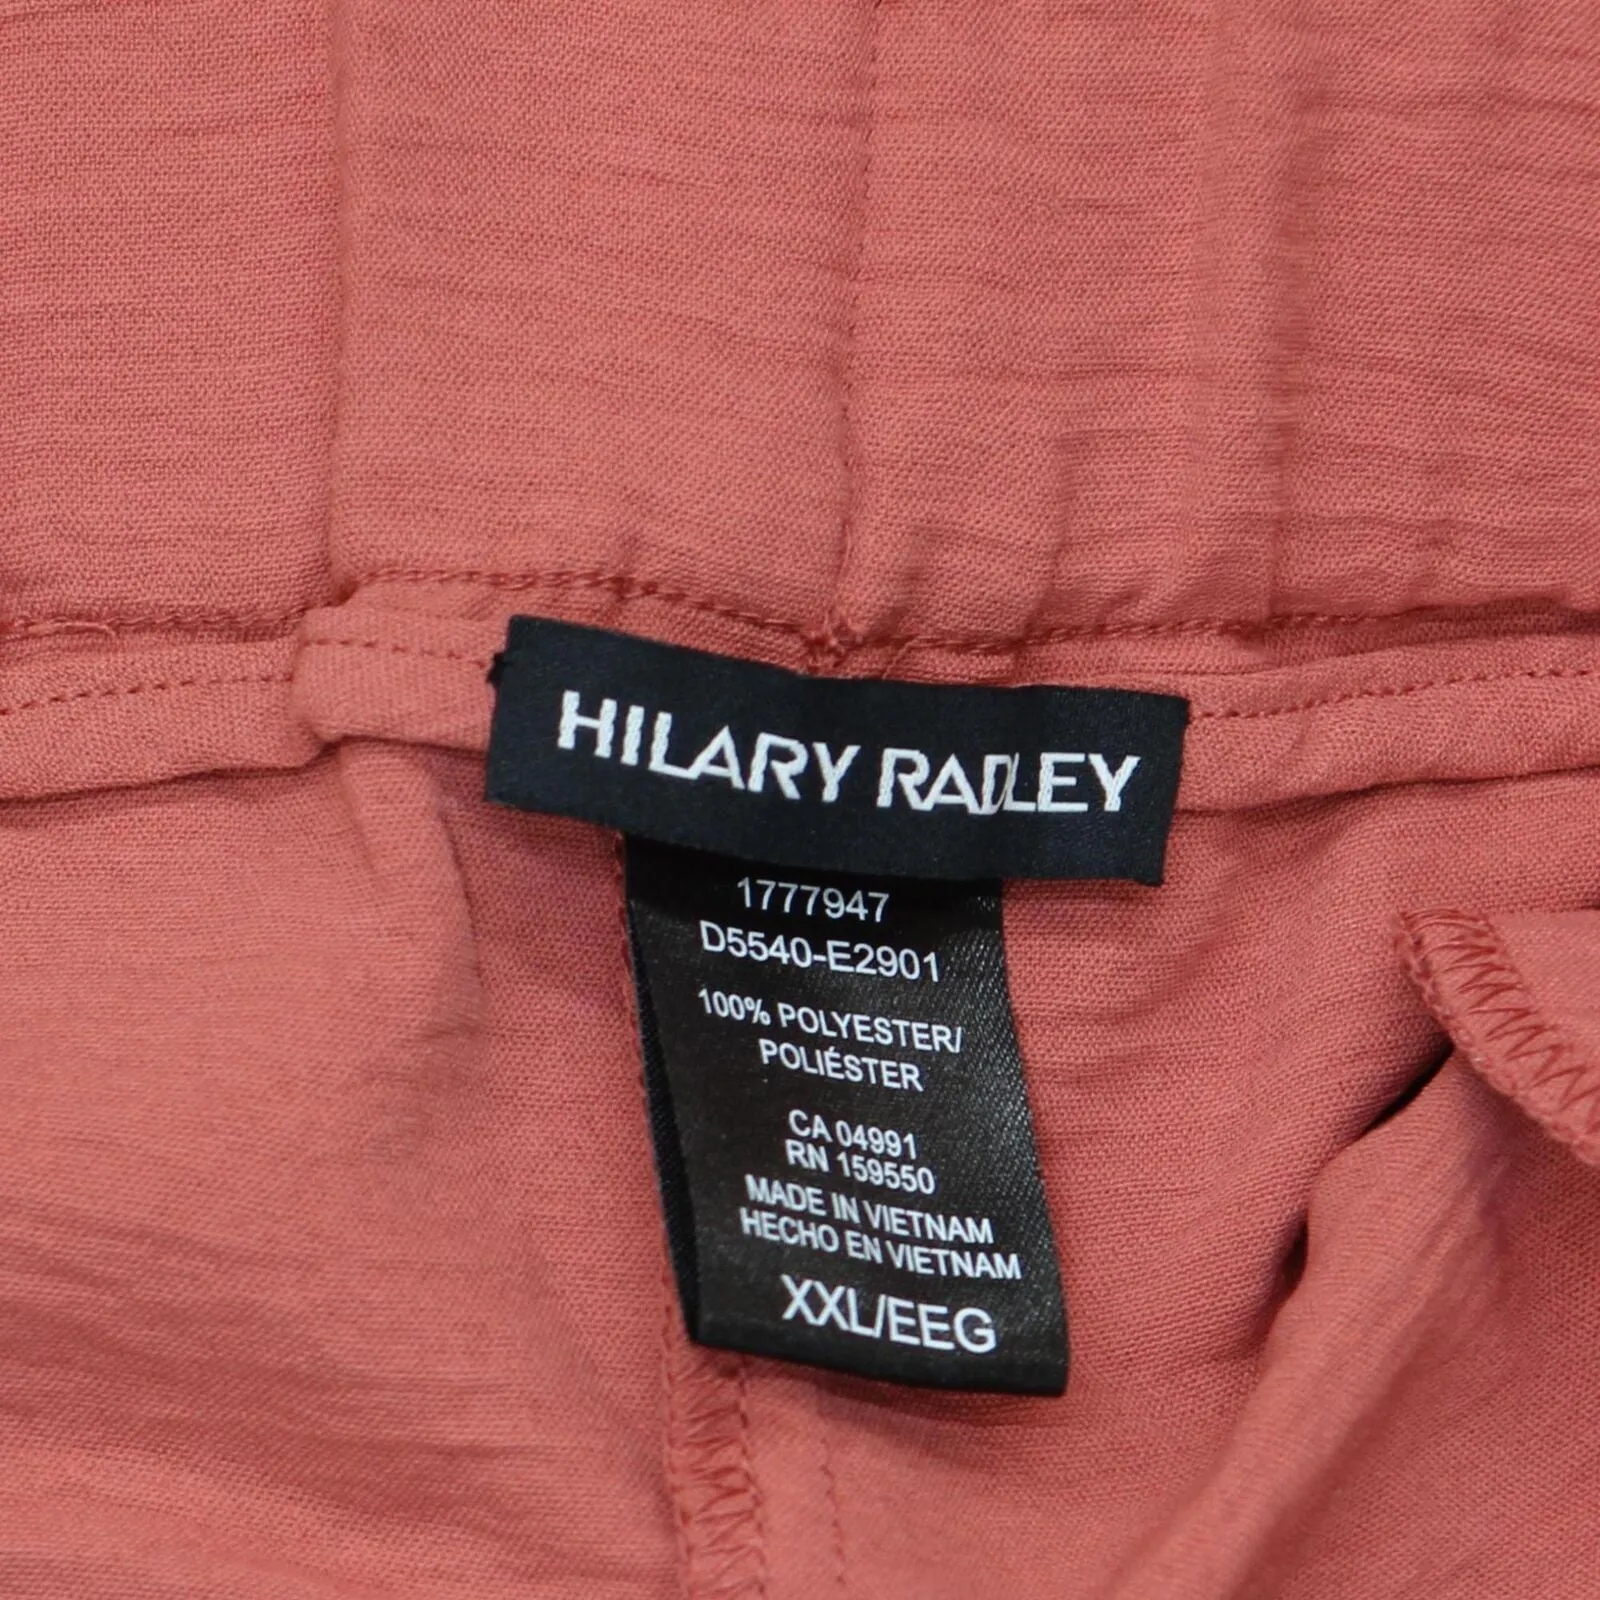 HILARY RADLEY
1777947
D5540-E2901
100% POLYESTER/
POLIÉSTER
CA 04991
RN 159550
MADE IN VIETNAM
HECHO EN VIETNAM
XXL/EEG